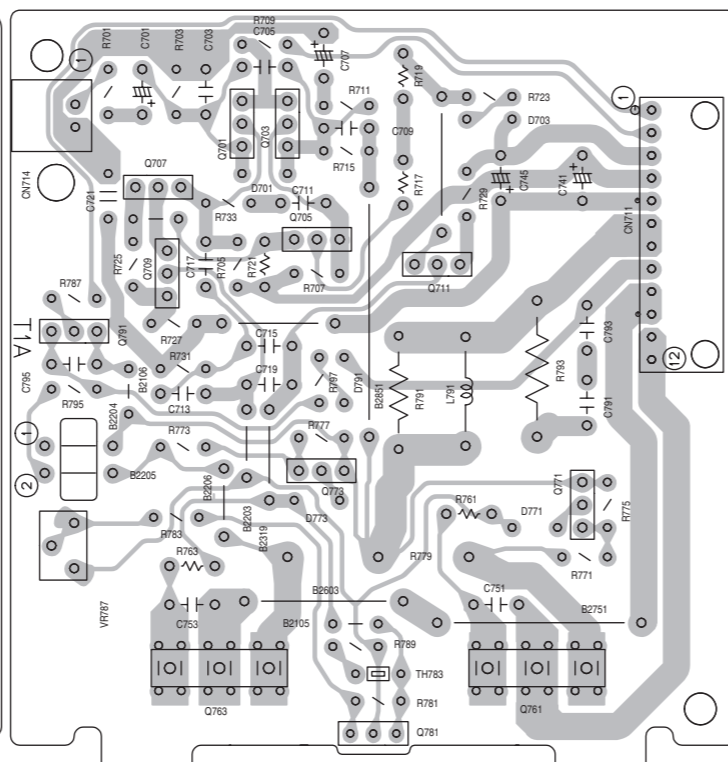 R709
R701
C701
R703
C703
C705
C707
1
R719
R711
R723
1
D703
Q701
Q703
C709
R715
CN714
Q707
C721
D701
C711
R717
R729
C745
C741
R733
Q705
CN711
R725
Q709
C717
R705
R721
R707
Q711
R787
T1A
Q791
R727
C715
C793
R731
12
C795
B2106
C719
R797
D791
B2851
R791
L791
R793
R795
C713
C791
B2204
1
R773
R777
B2205
Q773
2
B2206
B2203
Q771
R761
D773
D771
R775
R783
B2319
R763
R779
R771
VR787
B2603
C751
C753
B2105
B2751
R789
TH783
R781
Q763
Q781
Q761